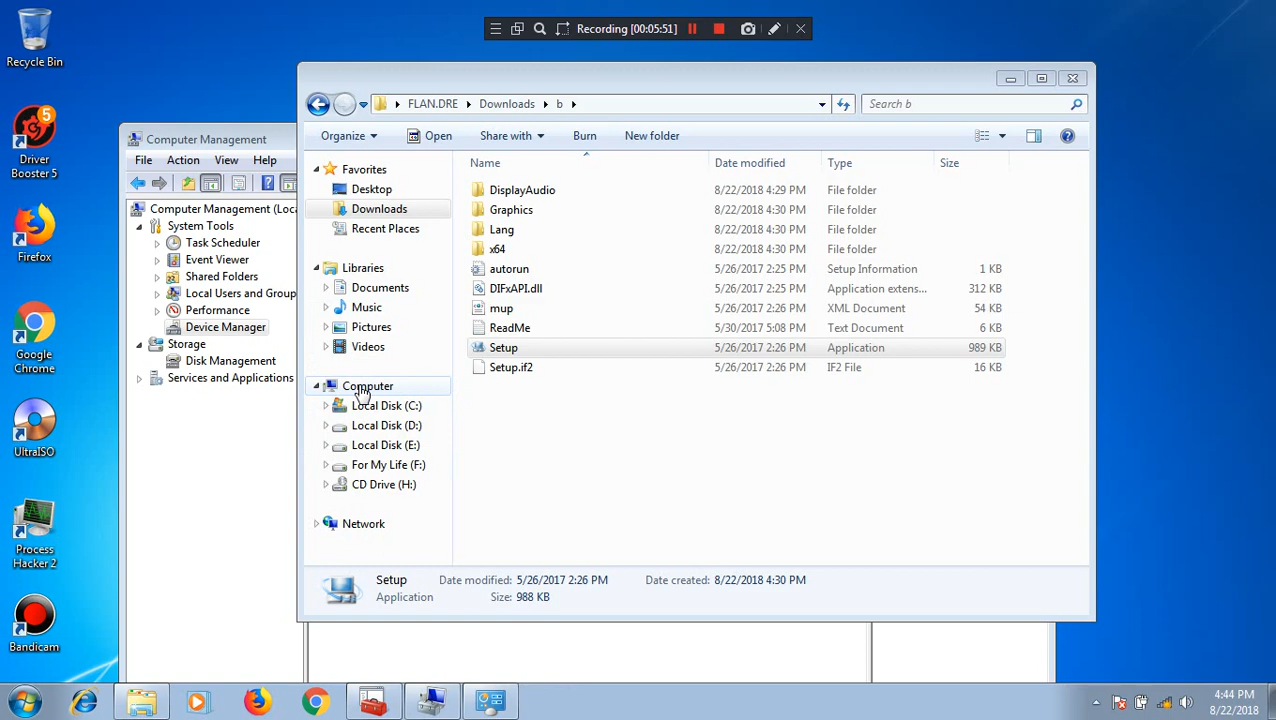 Recycle Bin
5
Driver
Booster 5
Firefox
Google
Chrome
UltraISO
Process
Hacker 2
Bandicam
Recording [00:05:51]
Computer Management
File Action View Help
Computer Management (Loca
System Tools
Task Scheduler
Event Viewer
Shared Folders
Local Users and Group
Performance
Device Manager
Storage
Disk Management
Services and Applications
FLAN.DRE Downloads b
Search b
Organize Open Share with Burn New folder
Favorites
Desktop
Downloads
Recent Places
Libraries
Documents
Music
Pictures
Videos
Computer
Local Disk (C:)
Local Disk (D:)
Local Disk (E:)
For My Life (F:)
CD Drive (H:)
Network
Name Date modified Type Size
DisplayAudio 8/22/2018 4:29 PM File folder
Graphics 8/22/2018 4:30 PM File folder
Lang 8/22/2018 4:30 PM File folder
x64 8/22/2018 4:30 PM File folder
autorun 5/26/2017 2:25 PM Setup Information 1 KB
DIFxAPI.dll 5/26/2017 2:25 PM Application extens... 312 KB
mup 5/26/2017 2:26 PM XML Document 54 KB
ReadMe 5/30/2017 5:08 PM Text Document 6 KB
Setup 5/26/2017 2:26 PM Application 989 KB
Setup.if2 5/26/2017 2:26 PM IF2 File 16 KB
Setup Date modified: 5/26/2017 2:26 PM Date created: 8/22/2018 4:30 PM
Application Size: 988 KB
4:44 PM
8/22/2018